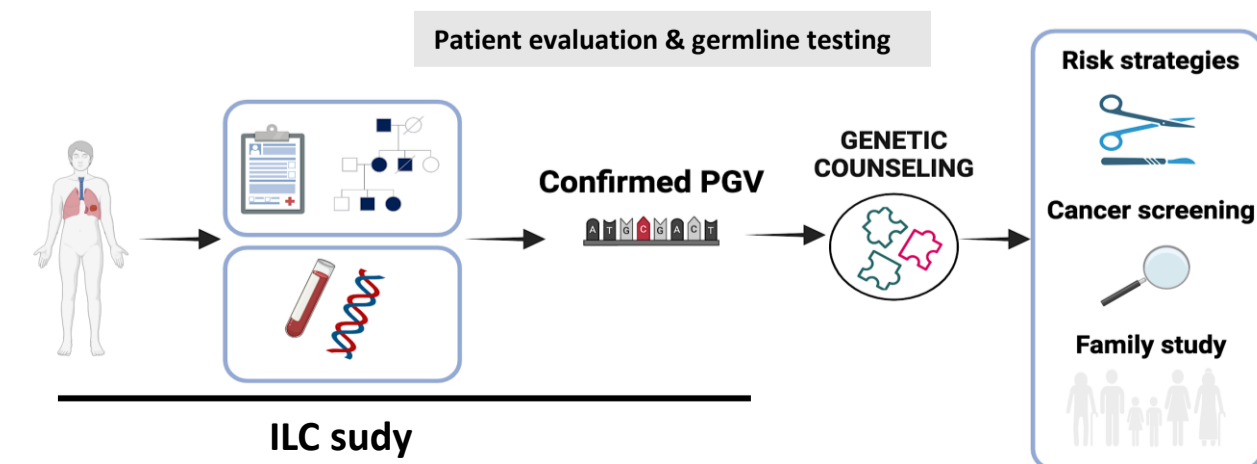 Patient evaluation & germline testing
Risk strategies
GENETIC
COUNSELING
Confirmed PGV
A T G C G A C T
Cancer screening
Family study
ILC sudy